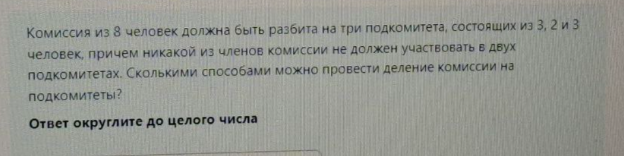 Комиссия из 8 человек должна быть разбита на три подкомитета, состоящих из 3, 2 и 3
человек, причем никакой из членов комиссии не должен участвовать в двух
подкомитетах. Сколькими способами можно провести деление комиссии на
подкомитеты?
Ответ округлите до целого числа